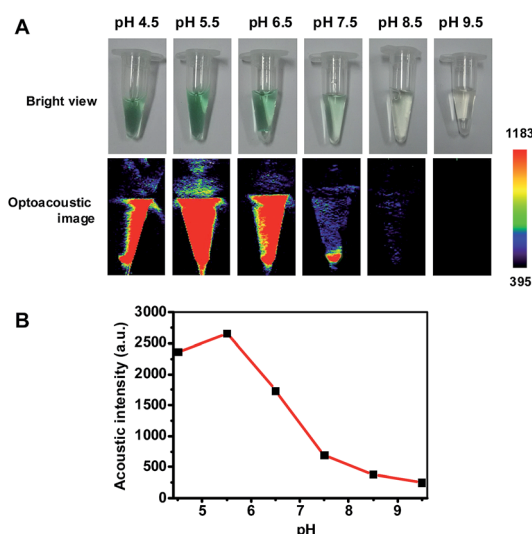 A
pH 4.5 pH 5.5 pH 6.5 pH 7.5 pH 8.5 pH 9.5
Bright view
1183
Optoacoustic
image
395
B
Acoustic intensity (a.u.)
3000
2500
2000
1500
1000
500
0
5 6 7 8 9
pH